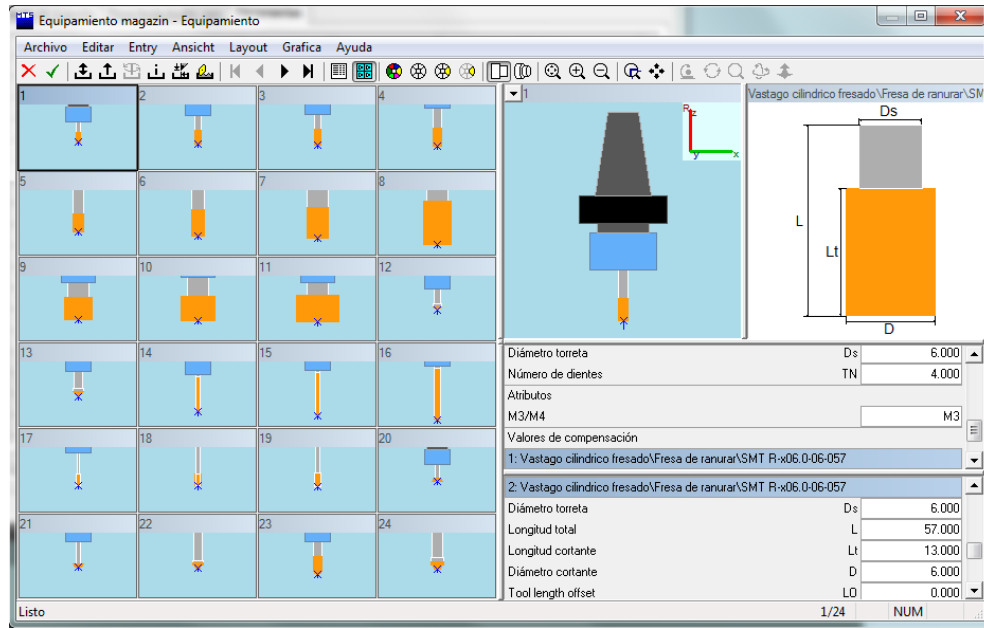 MTS Equipamiento magazin - Equipamiento
Archivo Editar Entry Ansicht Layout Grafica Ayuda
1 2 3 4
5 6 7 8
9 10 11 12
13 14 15 16
17 18 19 20
21 22 23 24
1
R z
y x
Vastago cilindrico fresado\Fresa de ranurar\SM
Ds
L
Lt
D
Diámetro torreta Ds 6.000
Número de dientes TN 4.000
Atributos
M3/M4 M3
Valores de compensación
1: Vastago cilindrico fresado\Fresa de ranurar\SMT R-x06.0-06-057
2: Vastago cilindrico fresado\Fresa de ranurar\SMT R-x06.0-06-057
Diámetro torreta Ds 6.000
Longitud total L 57.000
Longitud cortante Lt 13.000
Diámetro cortante D 6.000
Tool length offset L0 0.000
Listo 1/24 NUM